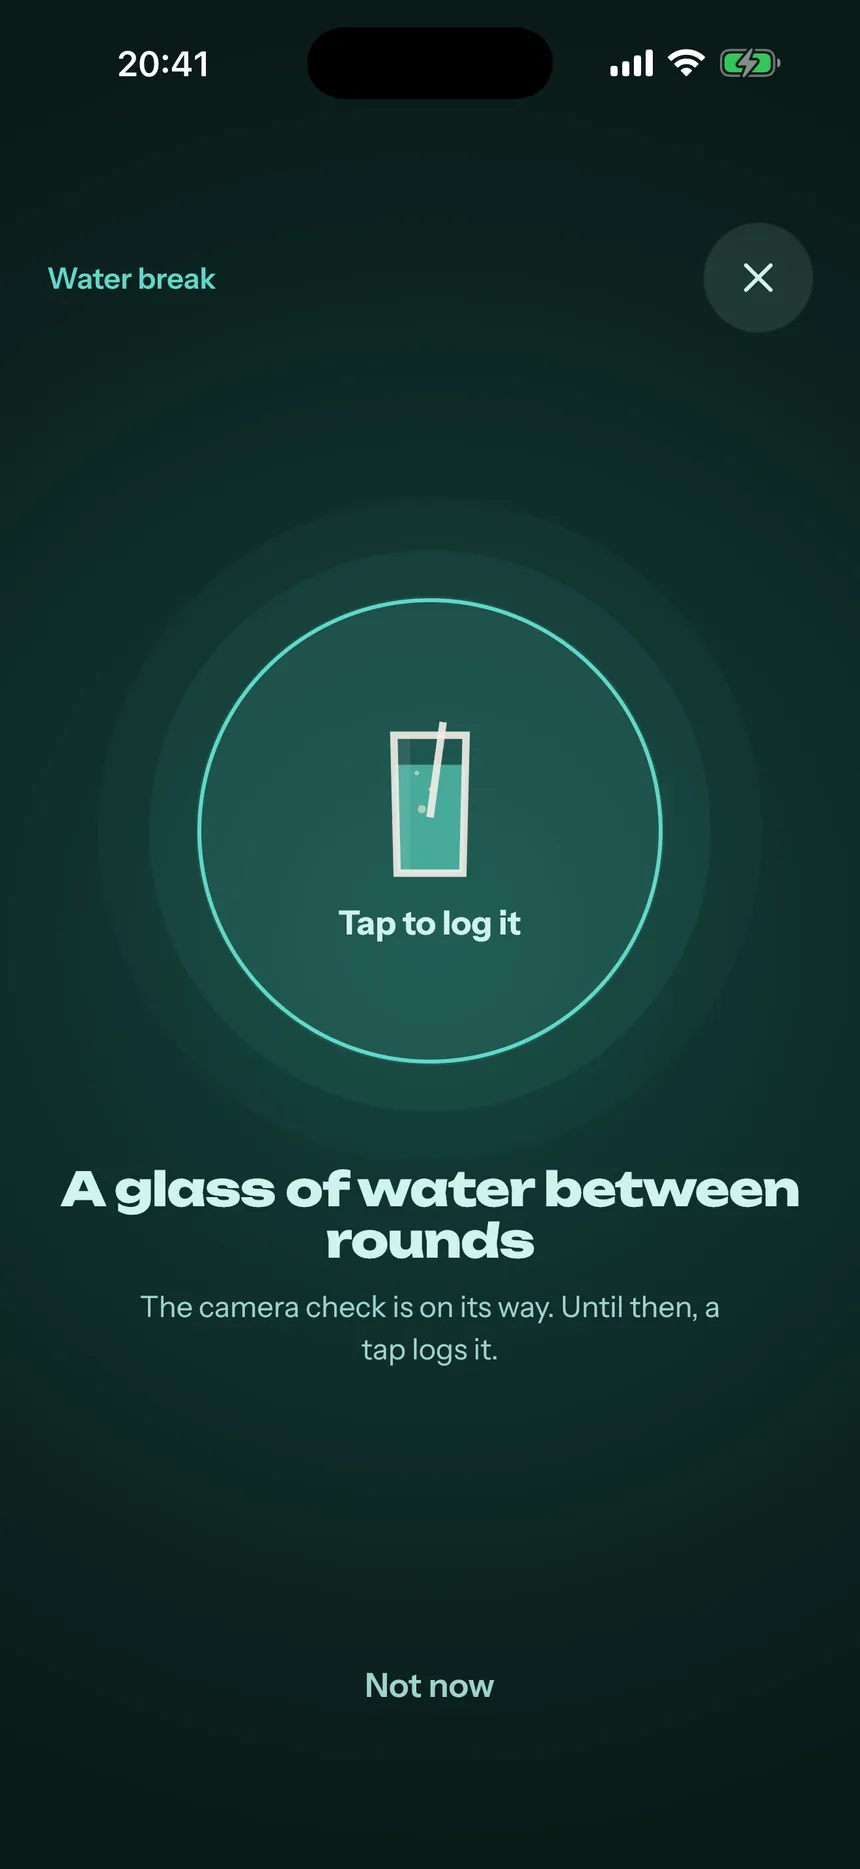 20:41
Water break
Tap to log it
A glass of water between
rounds
The camera check is on its way. Until then, a
tap logs it.
Not now